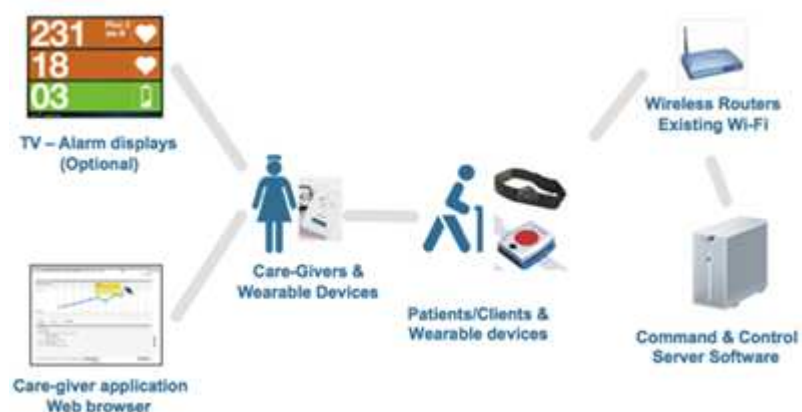 231
18
03
TV – Alarm displays
(Optional)
Care-Givers &
Wearable Devices
Care-giver application
Web browser
Patients/Clients &
Wearable devices
Wireless Routers
Existing Wi-Fi
Command & Control
Server Software